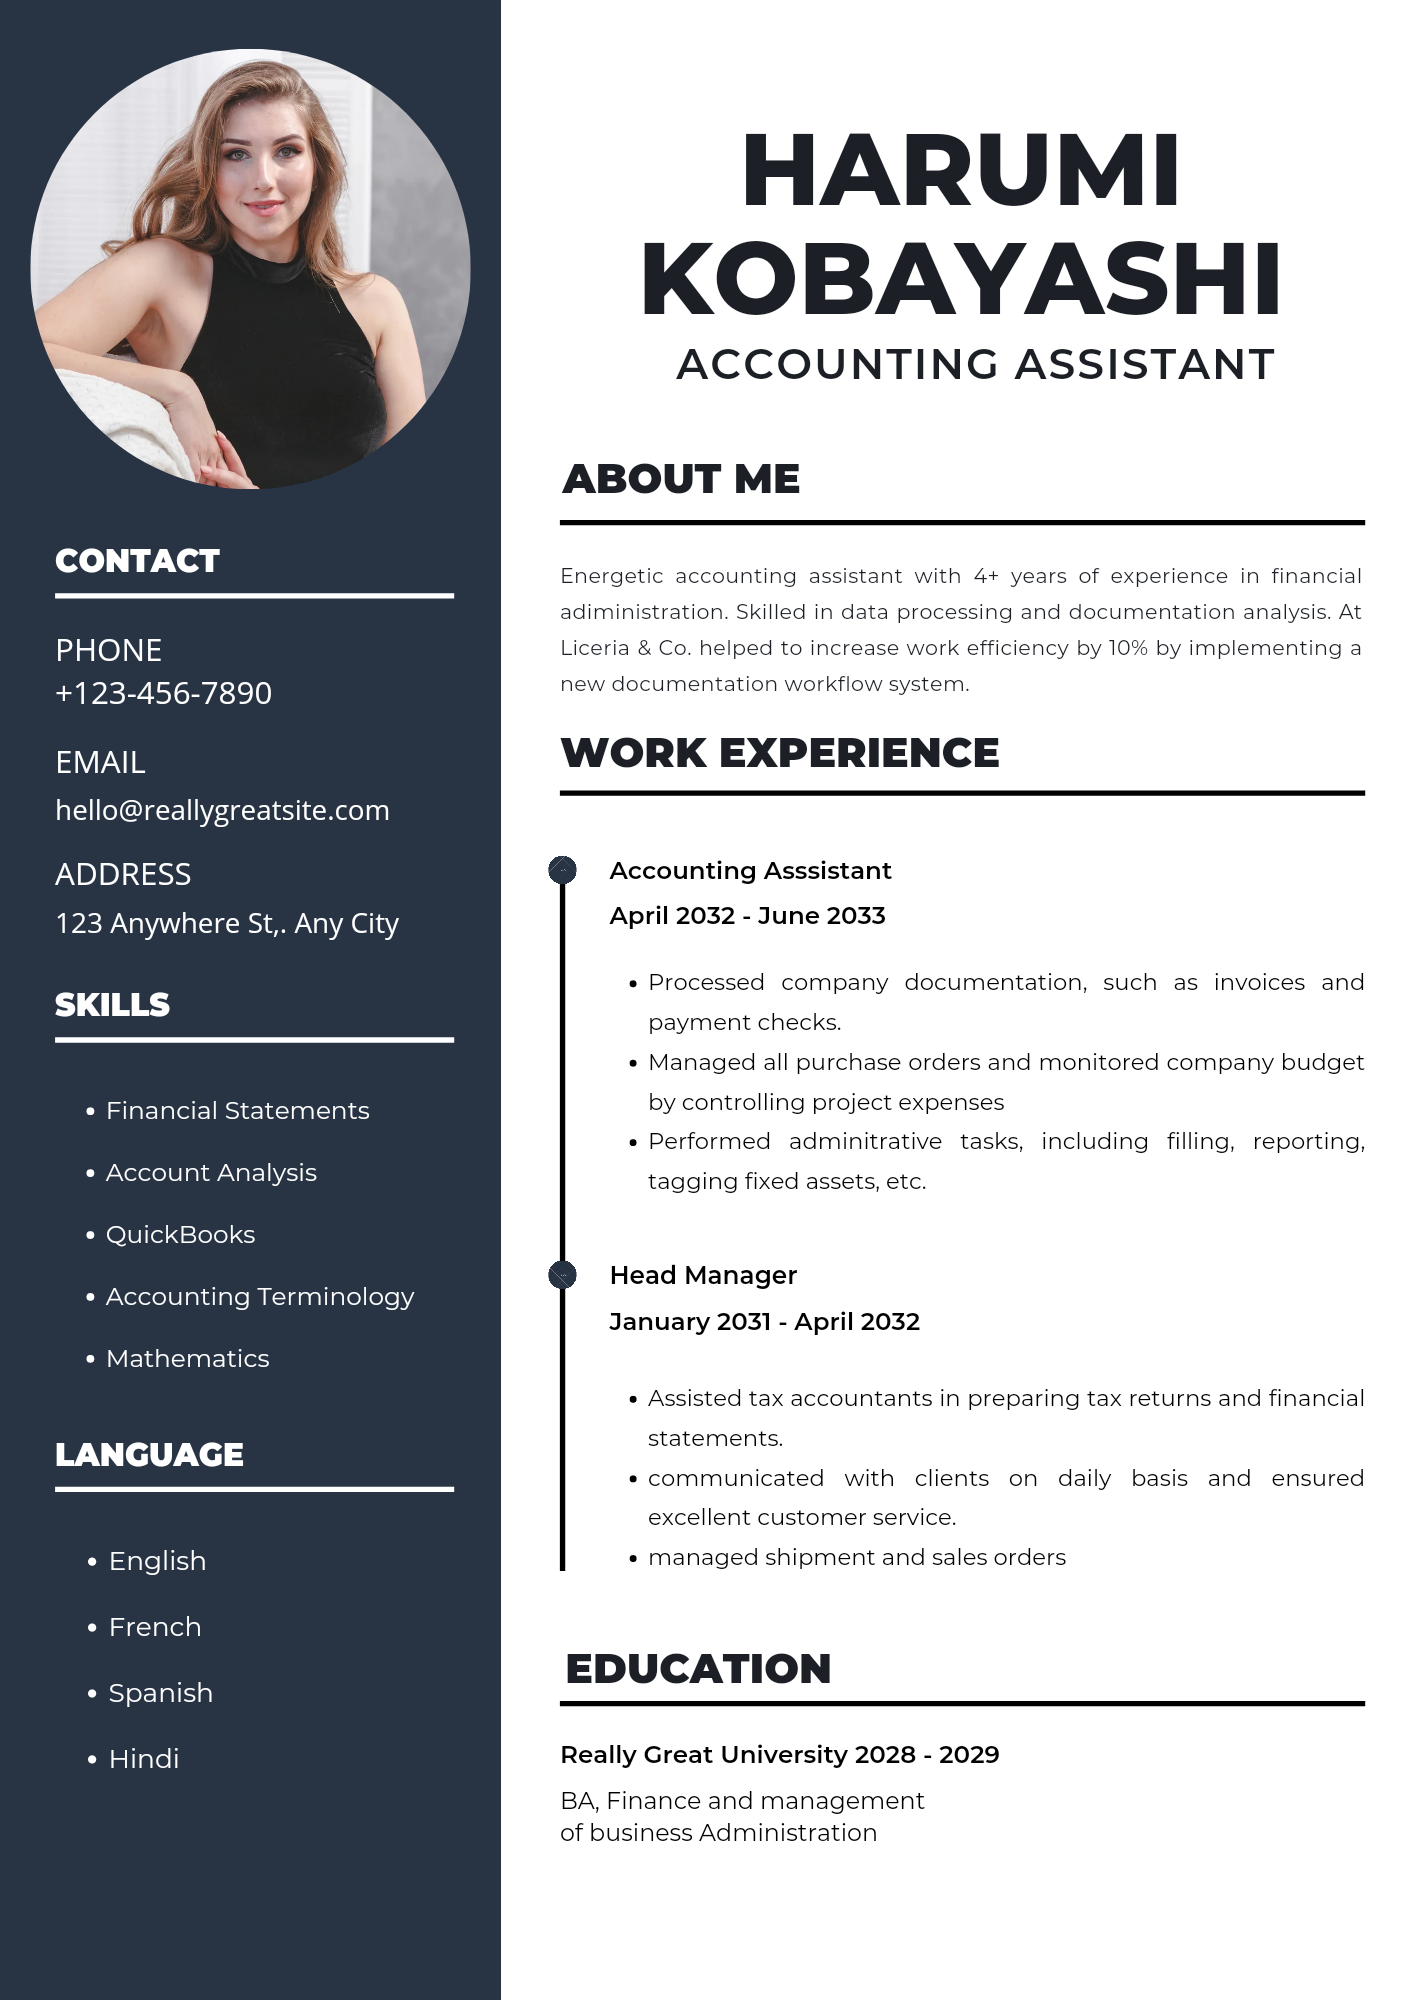 CONTACT
PHONE
+123-456-7890
EMAIL
hello@reallygreatsite.com
ADDRESS
123 Anywhere St,. Any City
SKILLS
• Financial Statements
• Account Analysis
• QuickBooks
• Accounting Terminology
• Mathematics
LANGUAGE
• English
• French
• Spanish
• Hindi
HARUMI
KOBAYASHI
ACCOUNTING ASSISTANT
ABOUT ME
Energetic accounting assistant with 4+ years of experience in financial
adiministration. Skilled in data processing and documentation analysis. At
Liceria & Co. helped to increase work efficiency by 10% by implementing a
new documentation workflow system.
WORK EXPERIENCE
Accounting Asssistant
April 2032 - June 2033
• Processed company documentation, such as invoices and
payment checks.
• Managed all purchase orders and monitored company budget
by controlling project expenses
• Performed adminitrative tasks, including filling, reporting,
tagging fixed assets, etc.
Head Manager
January 2031 - April 2032
• Assisted tax accountants in preparing tax returns and financial
statements.
• communicated with clients on daily basis and ensured
excellent customer service.
• managed shipment and sales orders
EDUCATION
Really Great University 2028 - 2029
BA, Finance and management
of business Administration